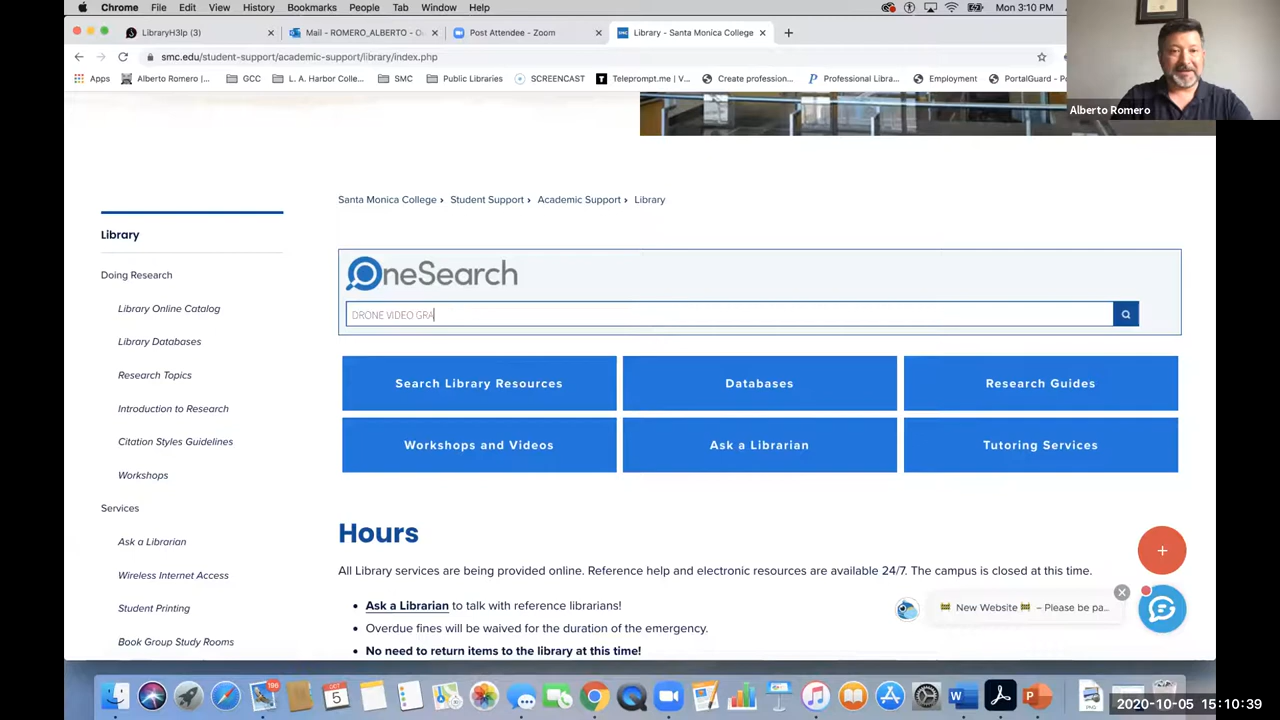 Chrome File Edit View History Bookmarks People Tab Window Help
Mon 3:10 PM
LibraryH3lp (3)
Mail - ROMERO_ALBERTO - O
Post Attendee - Zoom
SMC Library - Santa Monica College
smc.edu/student-support/academic-support/library/index.php
Apps Alberto Romero |... GCC L. A. Harbor Colle... SMC Public Libraries SCREENCAST Teleprompt.me | V... Create profession... Professional Libra... Employment PortalGuard - Port
Alberto Romero
Santa Monica College › Student Support › Academic Support › Library
Library
Doing Research
Library Online Catalog
Library Databases
Research Topics
Introduction to Research
Citation Styles Guidelines
Workshops
Services
Ask a Librarian
Wireless Internet Access
Student Printing
Book Group Study Rooms
OneSearch
DRONE VIDEO GRA
Search Library Resources
Databases
Research Guides
Workshops and Videos
Ask a Librarian
Tutoring Services
Hours
All Library services are being provided online. Reference help and electronic resources are available 24/7. The campus is closed at this time.
• Ask a Librarian to talk with reference librarians!
• Overdue fines will be waived for the duration of the emergency.
• No need to return items to the library at this time!
New Website – Please be pa...
196
OCT
5
2020-10-05 15:10:39